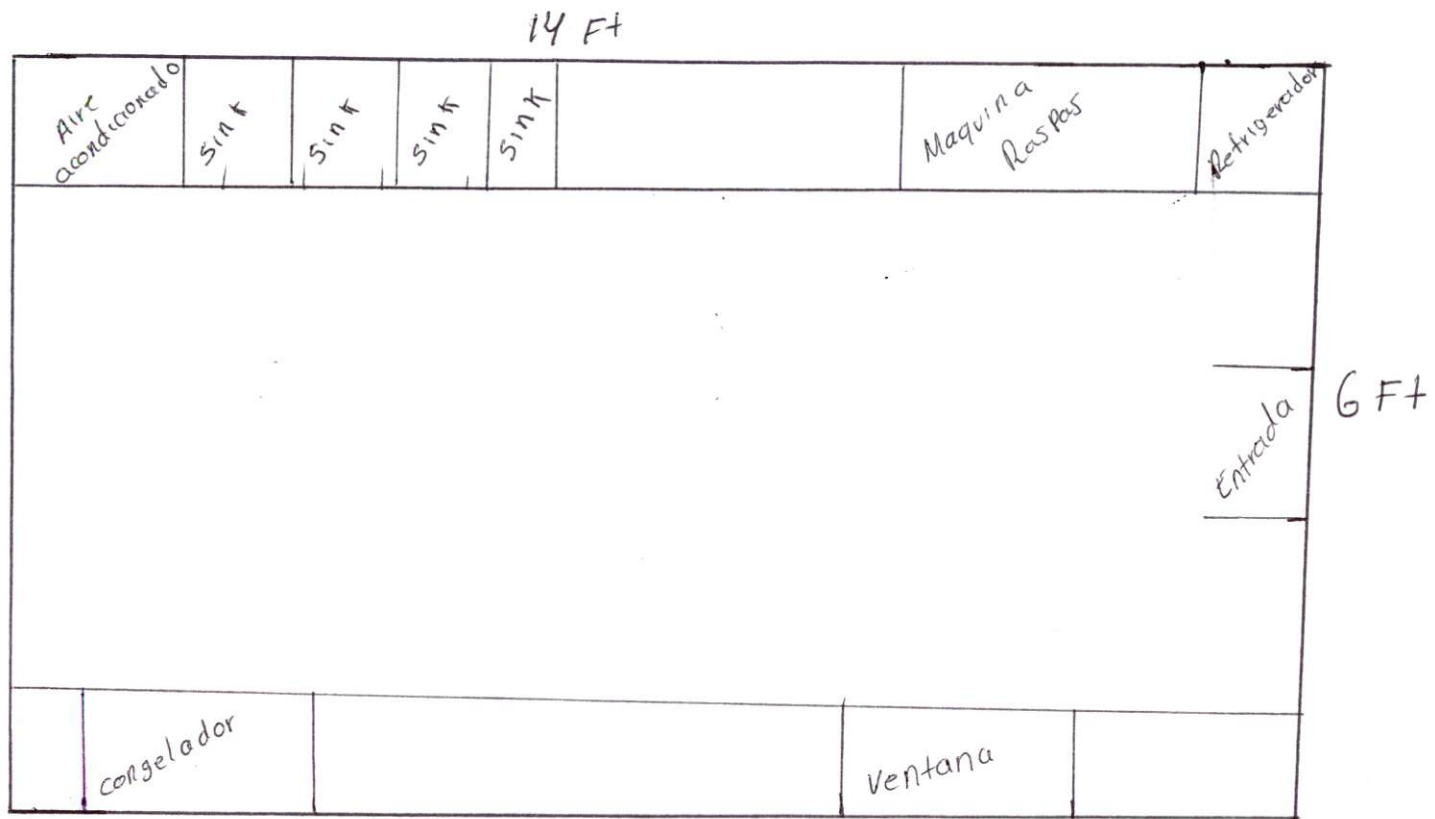 14 Ft
Aire
acondicionado
Sink
Sink
Sink
Sink
Maquina
Raspas
Refrigerador
Entrada
6 Ft
congelador
Ventana